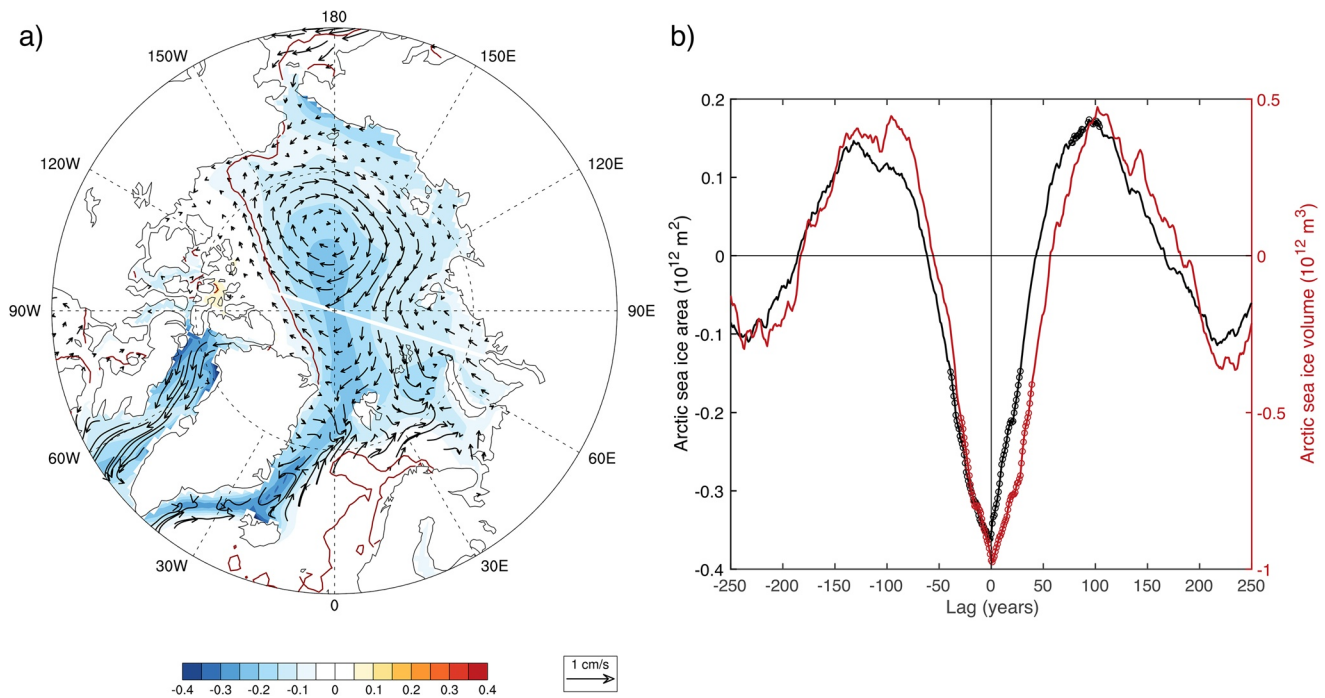 a)
180
150W
150E
120W
120E
90W
90E
60W
60E
30W
30E
0
-0.4 -0.3 -0.2 -0.1 0 0.1 0.2 0.3 0.4
1 cm/s
b)
0.2
0.1
0
-0.1
-0.2
-0.3
-0.4
Arctic sea ice area (10¹² m²)
0.5
0
-0.5
-1
Arctic sea ice volume (10¹² m³)
-250 -200 -150 -100 -50 0 50 100 150 200 250
Lag (years)